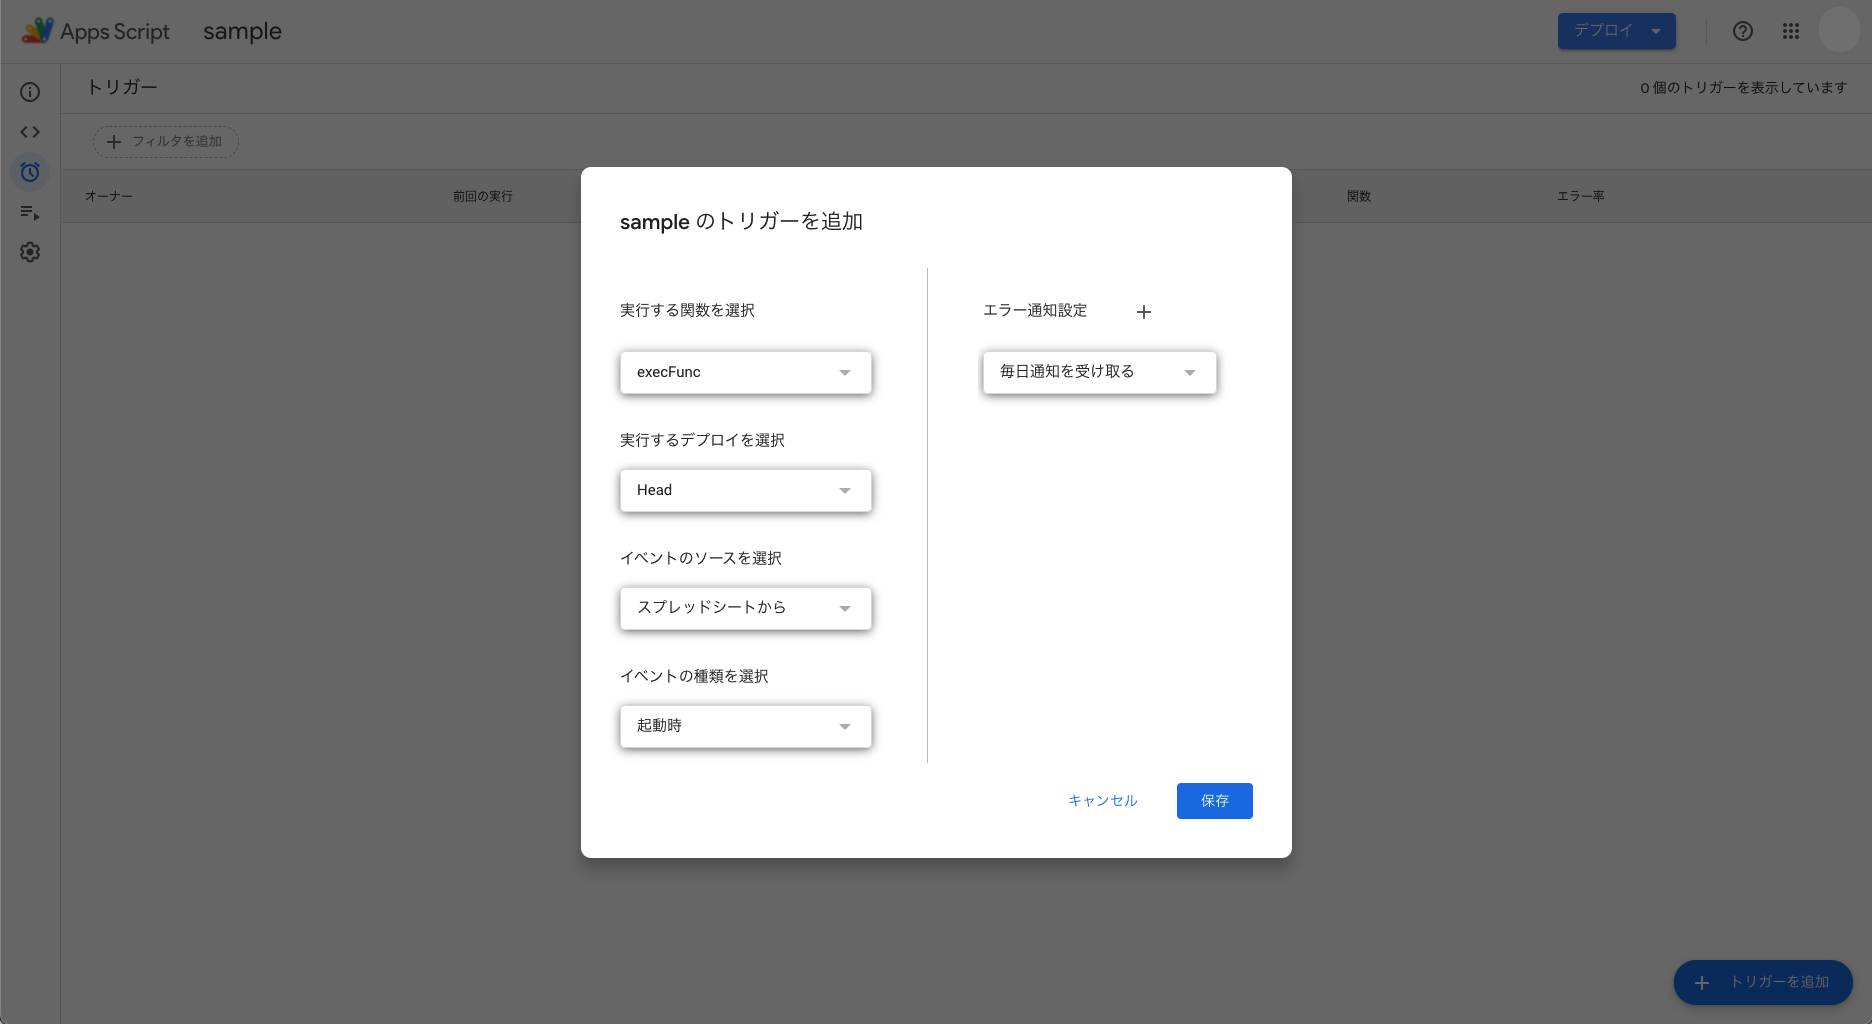 Apps Script sample デプロイ
トリガー 0 個のトリガーを表示しています
フィルタを追加
オーナー 前回の実行 関数 エラー率
sample のトリガーを追加
実行する関数を選択
execFunc
実行するデプロイを選択
Head
イベントのソースを選択
スプレッドシートから
イベントの種類を選択
起動時
エラー通知設定
毎日通知を受け取る
キャンセル 保存
トリガーを追加